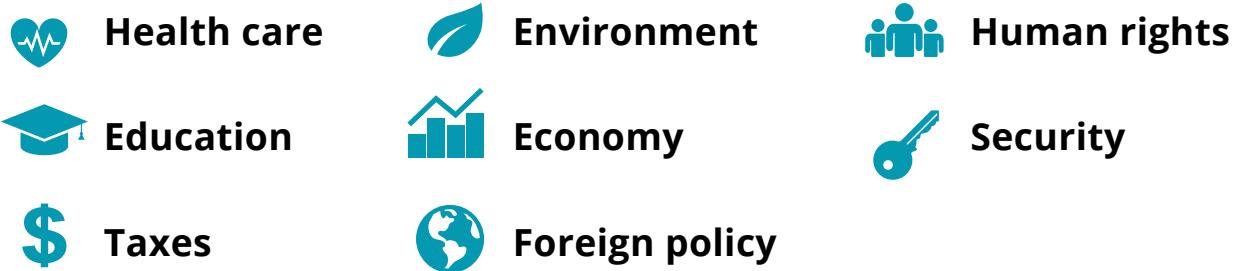 Health care
Environment
Human rights
Education
Economy
Security
$ Taxes
Foreign policy